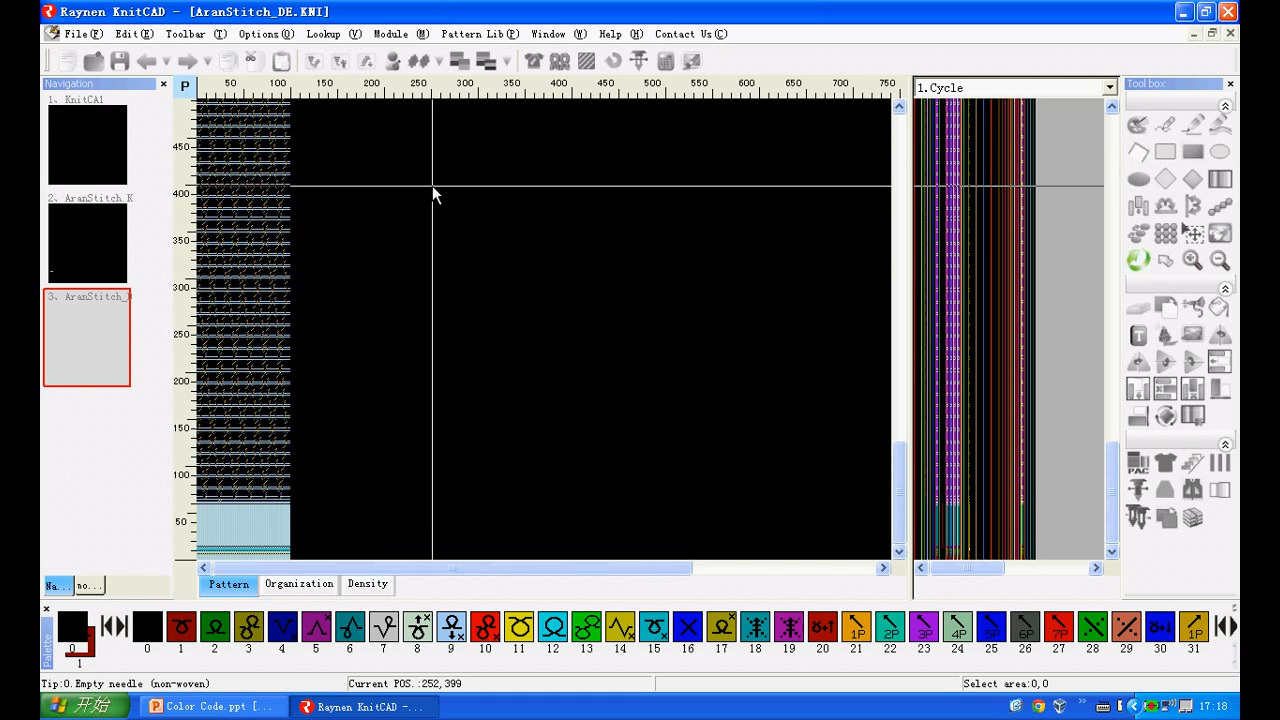 Raynen KnitCAD - [AranStitch_DE.KNI]
File(F) Edit(E) Toolbar (T) Options(O) Lookup (V) Module (M) Pattern Lib(P) Window (W) Help (H) Contact Us(C)
Navigation
P
50 100 150 200 250 300 350 400 450 500 550 600 650 700 750
1.Cycle
Tool box
1、KnitCA1
2、AranStitch.K
3、AranStitch_
450
400
350
300
250
200
150
100
50
T
PAC
Na... mo...
Pattern Organization Density
Palette
1P 2P 3P 4P 5P 6P 7P 1P
0 0 1 2 3 4 5 6 7 8 9 10 11 12 13 14 15 16 17 18 19 20 21 22 23 24 25 26 27 28 29 30 31
1
Tip:0.Empty needle (non-woven) Current POS.:252,399 Select area:0,0
开始 Color Code.ppt [... Raynen KnitCAD -... 17:18